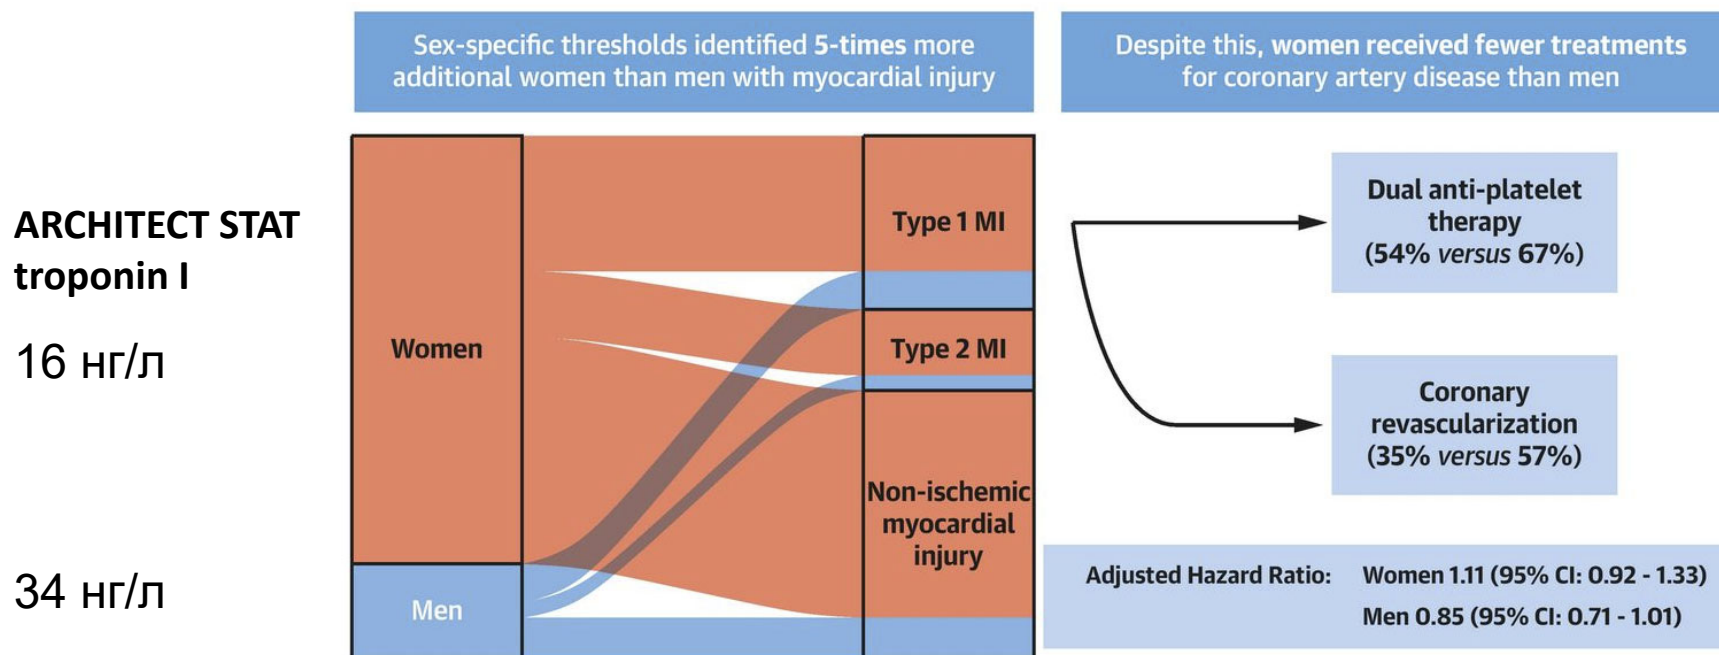 Sex-specific thresholds identified 5-times more
additional women than men with myocardial injury
Despite this, women received fewer treatments
for coronary artery disease than men
ARCHITECT STAT
troponin I
16 нг/л
34 нг/л
Women
Men
Type 1 MI
Type 2 MI
Non-ischemic
myocardial
injury
Dual anti-platelet
therapy
(54% versus 67%)
Coronary
revascularization
(35% versus 57%)
Adjusted Hazard Ratio: Women 1.11 (95% CI: 0.92 - 1.33)
Men 0.85 (95% CI: 0.71 - 1.01)